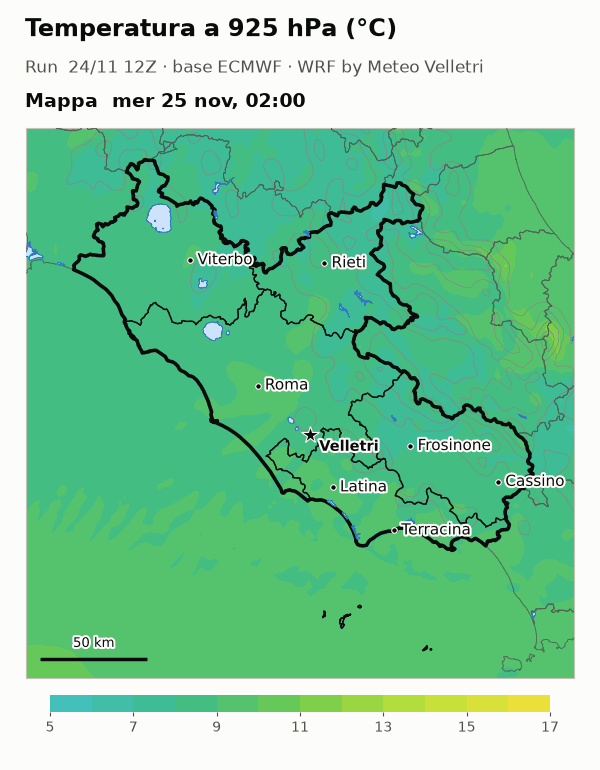 Temperatura a 925 hPa (°C)
Run  24/11 12Z · base ECMWF · WRF by Meteo Velletri
Mappa  mer 25 nov, 02:00
Viterbo
Rieti
Roma
Velletri
Frosinone
Cassino
Latina
Terracina
50 km
5 7 9 11 13 15 17